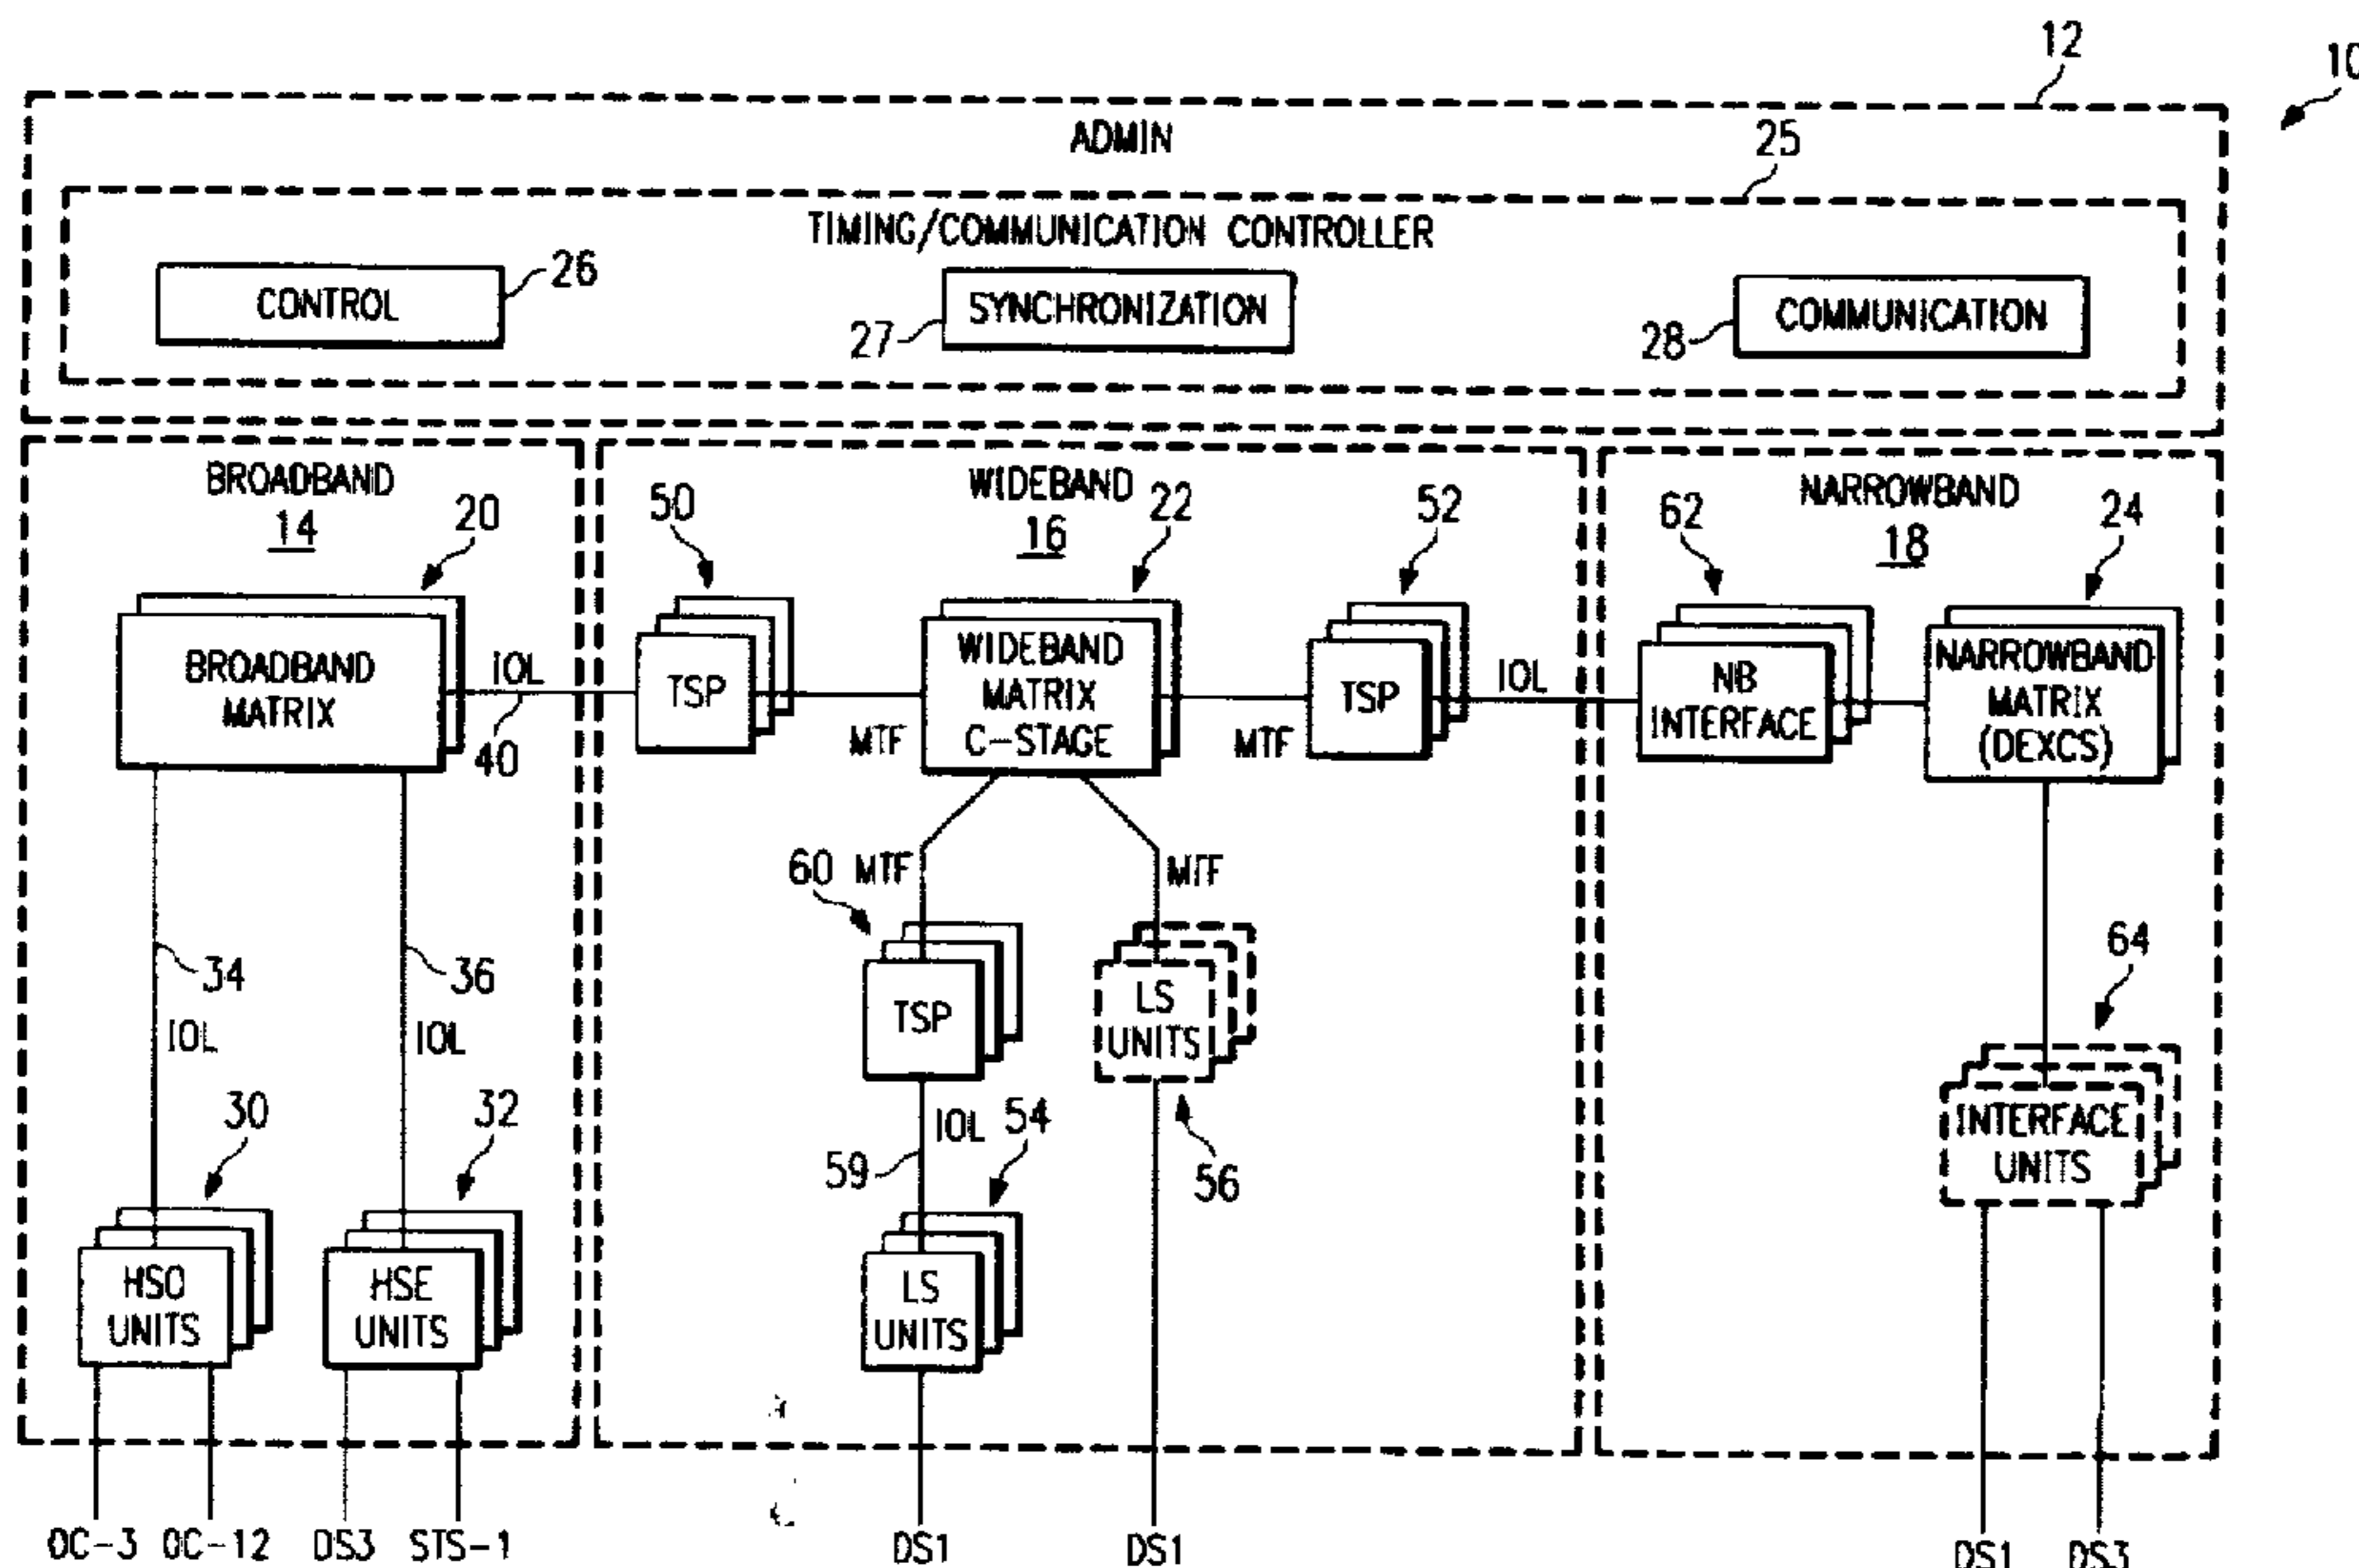 12
10
ADMIN
25
TIMING/COMMUNICATION CONTROLLER
CONTROL
26
27
SYNCHRONIZATION
28
COMMUNICATION
BROADBAND
14
20
BROADBAND
MATRIX
IOL
40
34
IOL
36
IOL
30
HSO
UNITS
32
HSE
UNITS
OC-3
OC-12
DS3
STS-1
WIDEBAND
16
50
TSP
MTF
22
WIDEBAND
MATRIX
C-STAGE
MTF
52
TSP
IOL
60
MTF
TSP
MTF
LS
UNITS
56
59
IOL
54
LS
UNITS
DS1
DS1
NARROWBAND
18
62
NB
INTERFACE
24
NARROWBAND
MATRIX
(DEXCS)
64
INTERFACE
UNITS
DS1
DS3